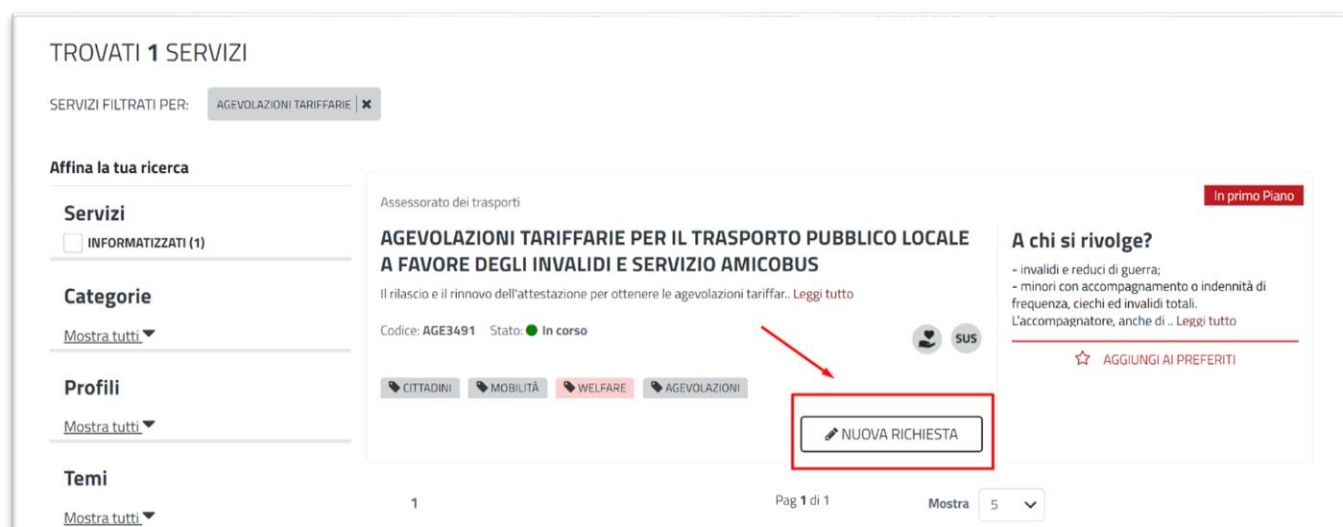 TROVATI 1 SERVIZI
SERVIZI FILTRATI PER: AGEVOLAZIONI TARIFFARIE
Affina la tua ricerca
Servizi
INFORMATIZZATI (1)
Categorie
Mostra tutti
Profili
Mostra tutti
Temi
Mostra tutti
Assessorato dei trasporti
AGEVOLAZIONI TARIFFARIE PER IL TRASPORTO PUBBLICO LOCALE
A FAVORE DEGLI INVALIDI E SERVIZIO AMICOBUS
Il rilascio e il rinnovo dell'attestazione per ottenere le agevolazioni tariffar.. Leggi tutto
Codice: AGE3491 Stato: In corso
SUS
CITTADINI MOBILITÀ WELFARE AGEVOLAZIONI
NUOVA RICHIESTA
In primo Piano
A chi si rivolge?
- invalidi e reduci di guerra;
- minori con accompagnamento o indennità di
frequenza, ciechi ed invalidi totali.
L'accompagnatore, anche di .. Leggi tutto
AGGIUNGI AI PREFERITI
1 Pag 1 di 1 Mostra 5